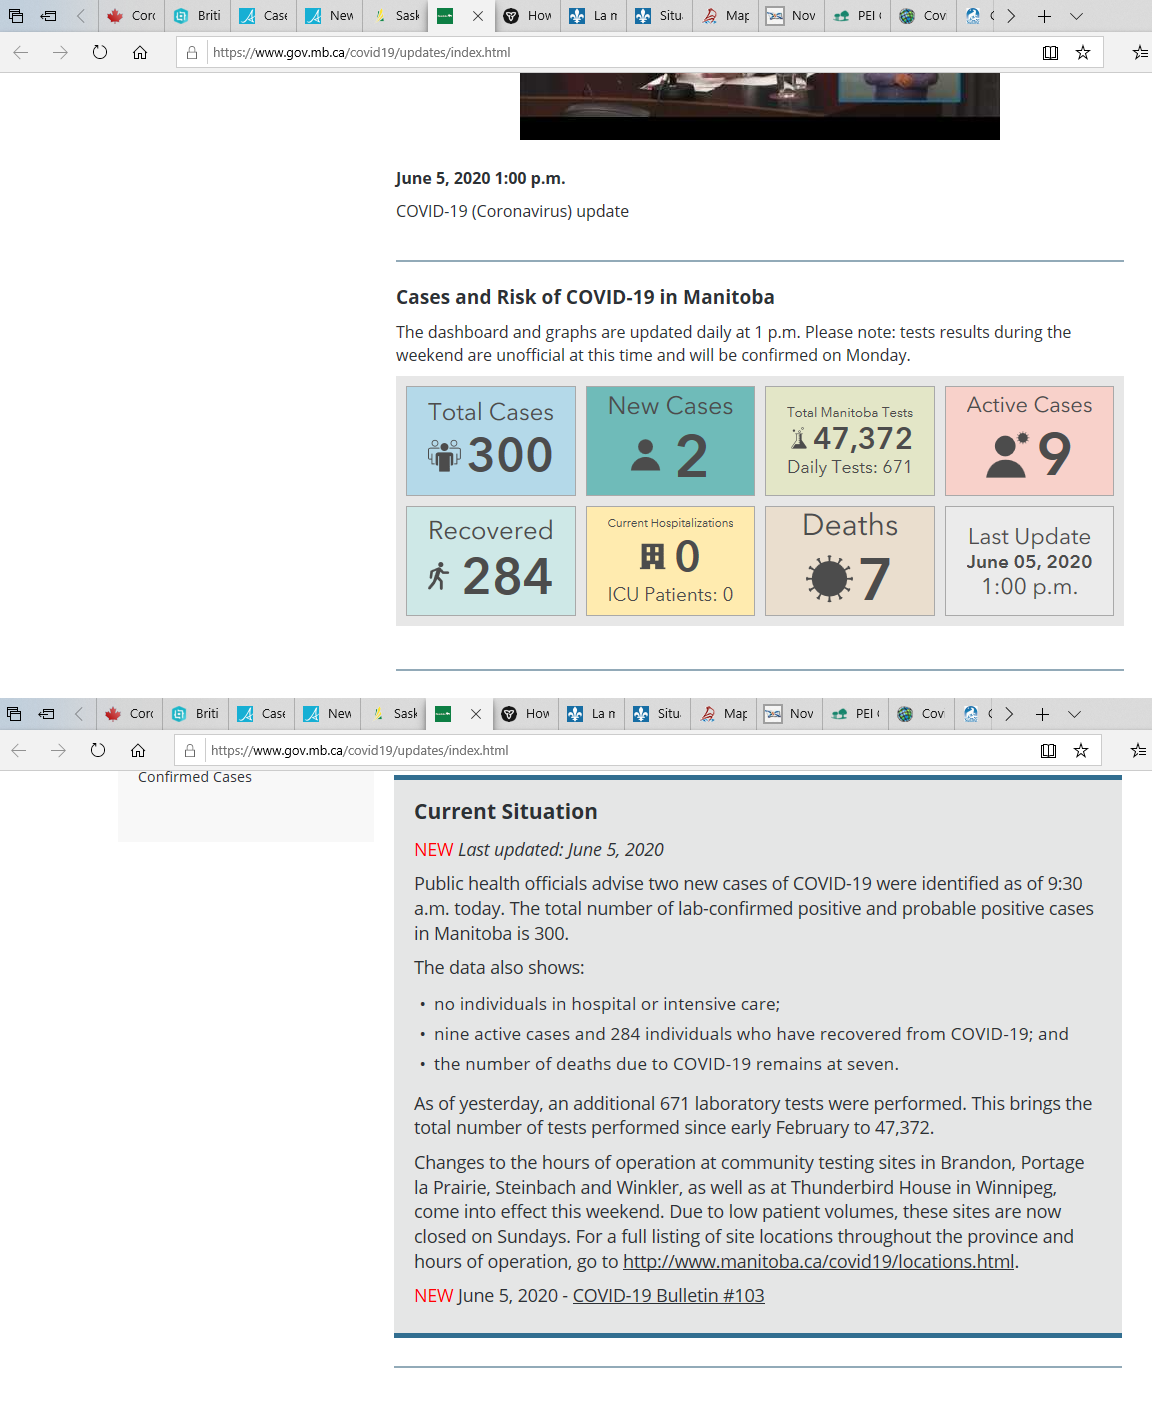 Corc
Briti
Case
New
Sask
How
La m
Situ
Map
Nov
PEI (
Cov
https://www.gov.mb.ca/covid19/updates/index.html
June 5, 2020 1:00 p.m.
COVID-19 (Coronavirus) update
Cases and Risk of COVID-19 in Manitoba
The dashboard and graphs are updated daily at 1 p.m. Please note: tests results during the
weekend are unofficial at this time and will be confirmed on Monday.
Total Cases
300
New Cases
2
Total Manitoba Tests
47,372
Daily Tests: 671
Active Cases
9
Recovered
284
Current Hospitalizations
0
ICU Patients: 0
Deaths
7
Last Update
June 05, 2020
1:00 p.m.
Corc
Briti
Case
New
Sask
How
La m
Situ
Map
Nov
PEI (
Cov
https://www.gov.mb.ca/covid19/updates/index.html
Confirmed Cases
Current Situation
NEW Last updated: June 5, 2020
Public health officials advise two new cases of COVID-19 were identified as of 9:30
a.m. today. The total number of lab-confirmed positive and probable positive cases
in Manitoba is 300.
The data also shows:
• no individuals in hospital or intensive care;
• nine active cases and 284 individuals who have recovered from COVID-19; and
• the number of deaths due to COVID-19 remains at seven.
As of yesterday, an additional 671 laboratory tests were performed. This brings the
total number of tests performed since early February to 47,372.
Changes to the hours of operation at community testing sites in Brandon, Portage
la Prairie, Steinbach and Winkler, as well as at Thunderbird House in Winnipeg,
come into effect this weekend. Due to low patient volumes, these sites are now
closed on Sundays. For a full listing of site locations throughout the province and
hours of operation, go to http://www.manitoba.ca/covid19/locations.html.
NEW June 5, 2020 - COVID-19 Bulletin #103